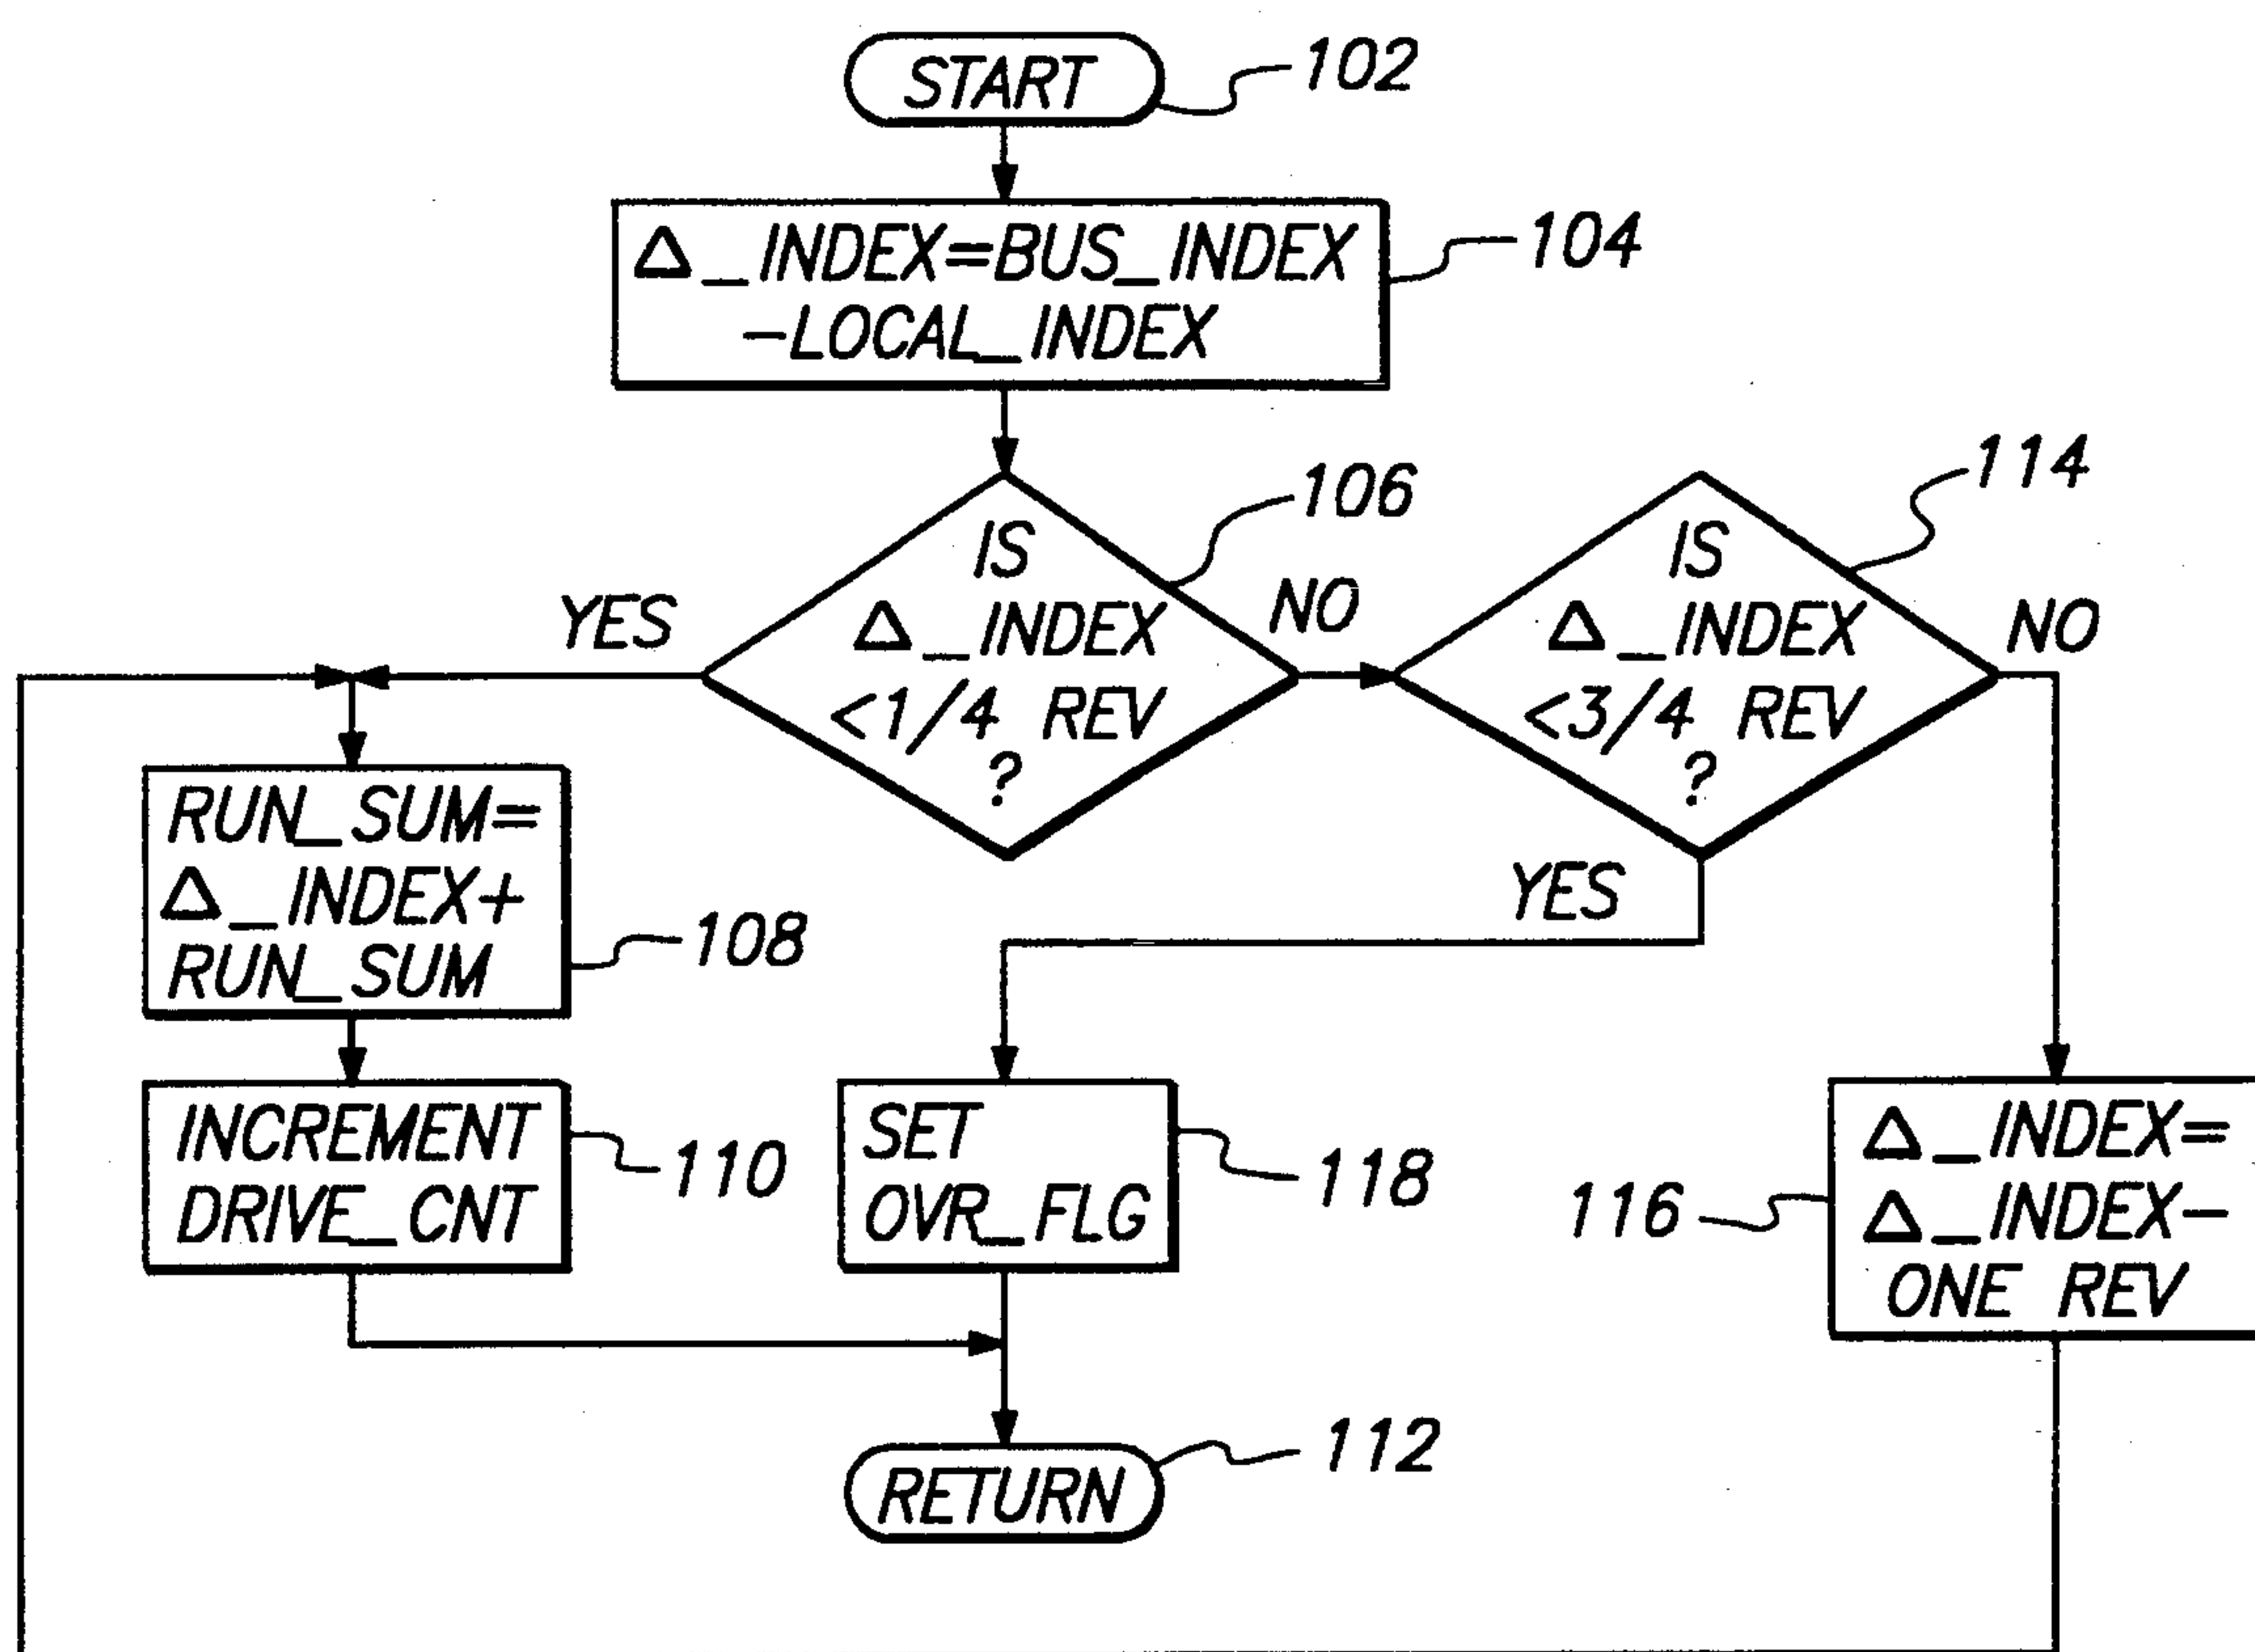 START
102
Δ_INDEX=BUS_INDEX
-LOCAL_INDEX
104
IS
Δ_INDEX
<1/4 REV
?
106
YES
NO
IS
Δ_INDEX
<3/4 REV
?
114
NO
YES
RUN_SUM=
Δ_INDEX+
RUN_SUM
108
INCREMENT
DRIVE_CNT
110
SET
OVR_FLG
118
116
Δ_INDEX=
Δ_INDEX-
ONE REV
RETURN
112